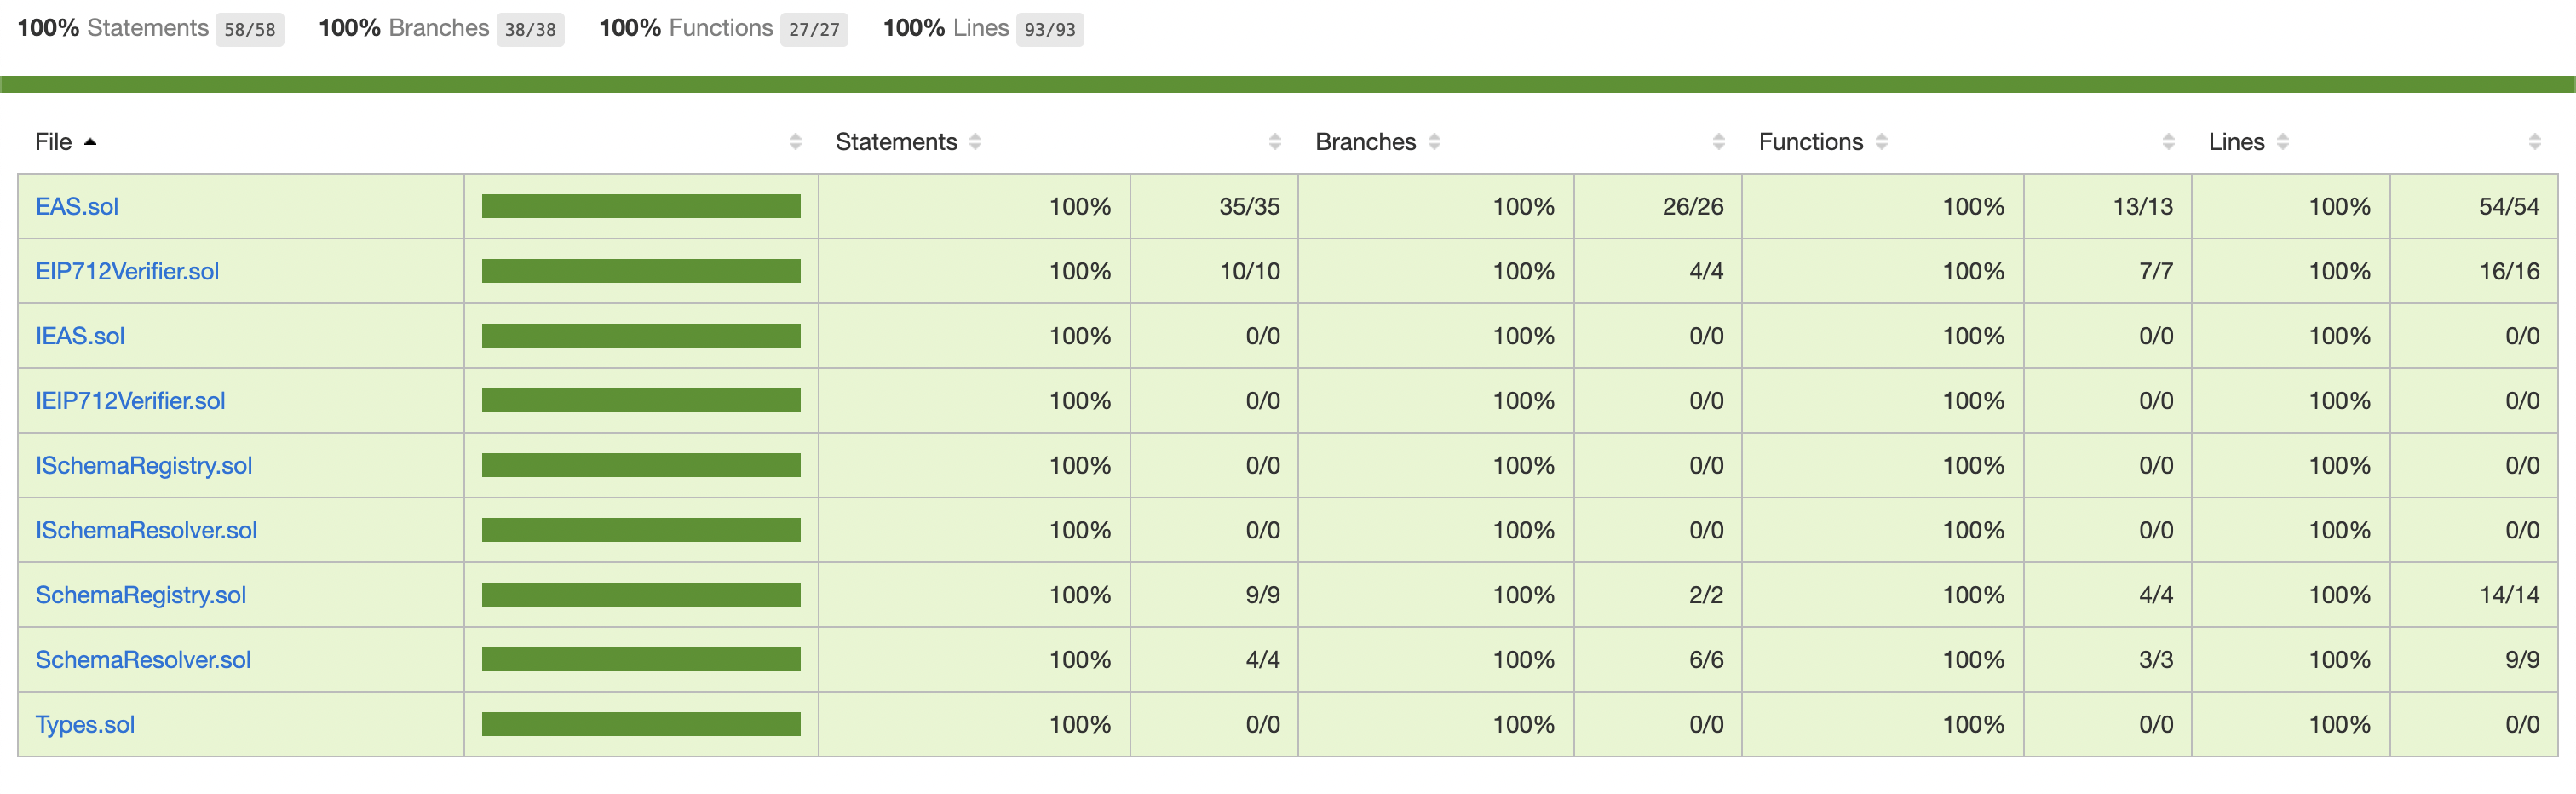 100% Statements 58/58 100% Branches 38/38 100% Functions 27/27 100% Lines 93/93
File Statements Branches Functions Lines
EAS.sol 100% 35/35 100% 26/26 100% 13/13 100% 54/54
EIP712Verifier.sol 100% 10/10 100% 4/4 100% 7/7 100% 16/16
IEAS.sol 100% 0/0 100% 0/0 100% 0/0 100% 0/0
IEIP712Verifier.sol 100% 0/0 100% 0/0 100% 0/0 100% 0/0
ISchemaRegistry.sol 100% 0/0 100% 0/0 100% 0/0 100% 0/0
ISchemaResolver.sol 100% 0/0 100% 0/0 100% 0/0 100% 0/0
SchemaRegistry.sol 100% 9/9 100% 2/2 100% 4/4 100% 14/14
SchemaResolver.sol 100% 4/4 100% 6/6 100% 3/3 100% 9/9
Types.sol 100% 0/0 100% 0/0 100% 0/0 100% 0/0